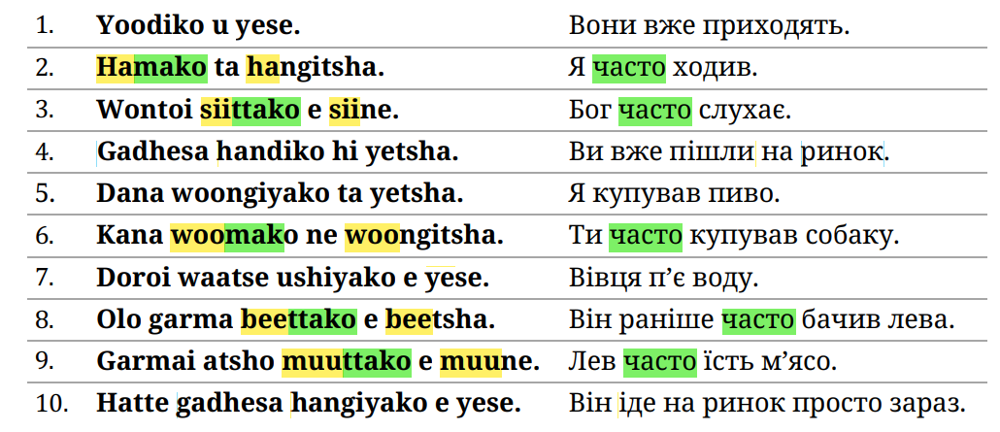 1. Yoodiko u yese. Вони вже приходять.
2. Hamako ta hangitsha. Я часто ходив.
3. Wontoi siittako e siine. Бог часто слухає.
4. Gadhesa handiko hi yetsha. Ви вже пішли на ринок.
5. Dana woongiyako ta yetsha. Я купував пиво.
6. Kana woomako ne woongitsha. Ти часто купував собаку.
7. Doroi waatse ushiyako e yese. Вівця п’є воду.
8. Olo garma beettako e beetsha. Він раніше часто бачив лева.
9. Garmai atsho muuttako e muune. Лев часто їсть м’ясо.
10. Hatte gadhesa hangiyako e yese. Він іде на ринок просто зараз.